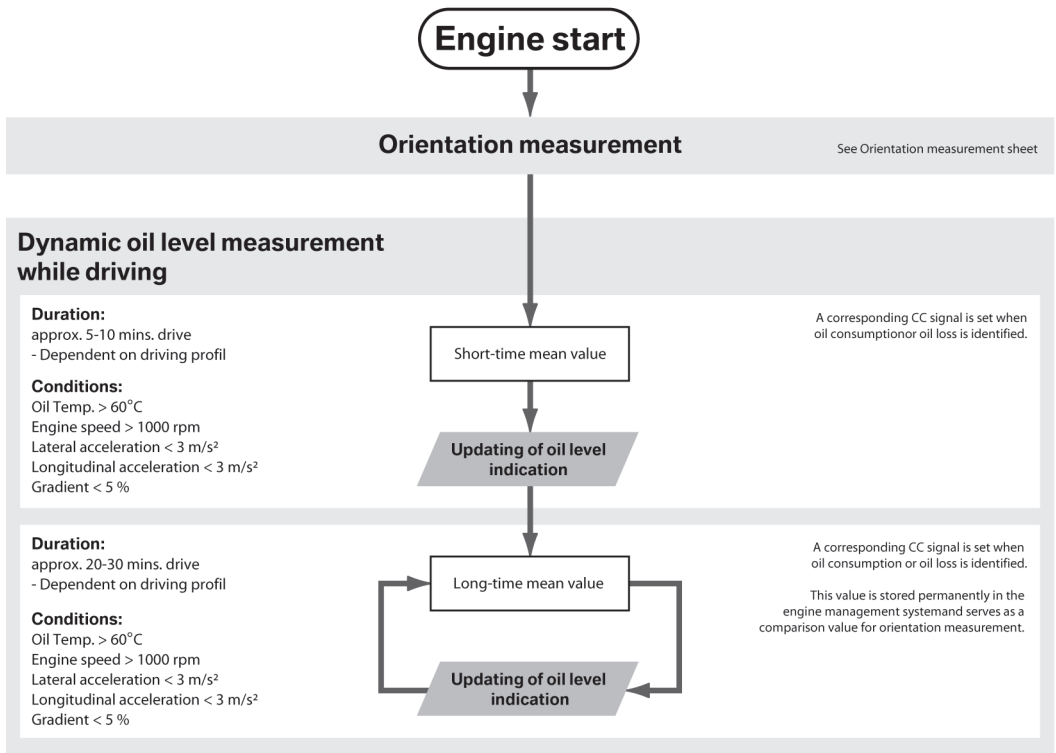 Engine start
Orientation measurement
See Orientation measurement sheet
Dynamic oil level measurement
while driving
Duration:
approx. 5-10 mins. drive
- Dependent on driving profil
Conditions:
Oil Temp. > 60°C
Engine speed > 1000 rpm
Lateral acceleration < 3 m/s²
Longitudinal acceleration < 3 m/s²
Gradient < 5 %
Short-time mean value
Updating of oil level
indication
A corresponding CC signal is set when
oil consumptionor oil loss is identified.
Duration:
approx. 20-30 mins. drive
- Dependent on driving profil
Conditions:
Oil Temp. > 60°C
Engine speed > 1000 rpm
Lateral acceleration < 3 m/s²
Longitudinal acceleration < 3 m/s²
Gradient < 5 %
Long-time mean value
Updating of oil level
indication
A corresponding CC signal is set when
oil consumption or oil loss is identified.
This value is stored permanently in the
engine management systemand serves as a
comparison value for orientation measurement.